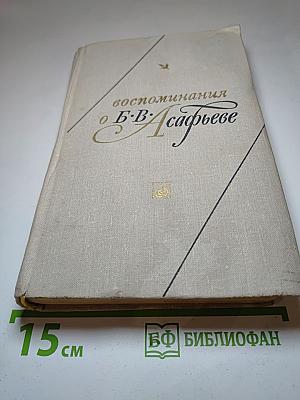 воспоминания
о Б·В·Асафьеве
15 см
БФ БИБЛИОФАН